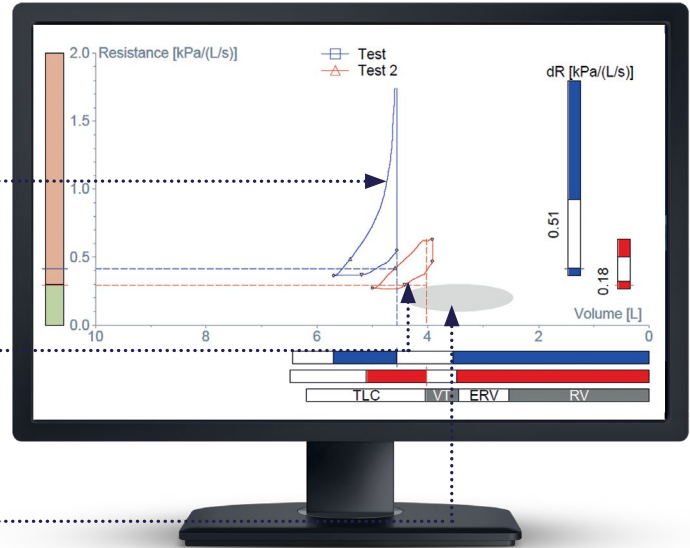 2.0 Resistance [kPa/(L/s)]
Test
Test 2
dR [kPa/(L/s)]
1.5
1.0
0.51
0.5
0.18
Volume [L]
0.0
10 8 6 4 2 0
TLC VT ERV RV